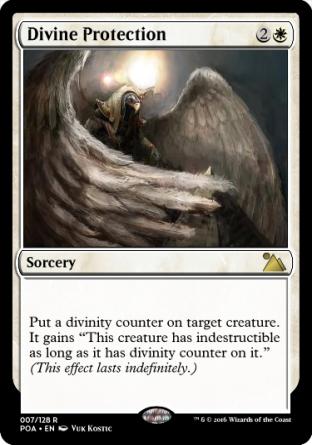 Divine Protection 2
Sorcery
Put a divinity counter on target creature.
It gains “This creature has indestructible
as long as it has divinity counter on it.”
(This effect lasts indefinitely.)
007/128 R
POA • EN Yuk Kostic
™ & © 2016 Wizards of the Coast